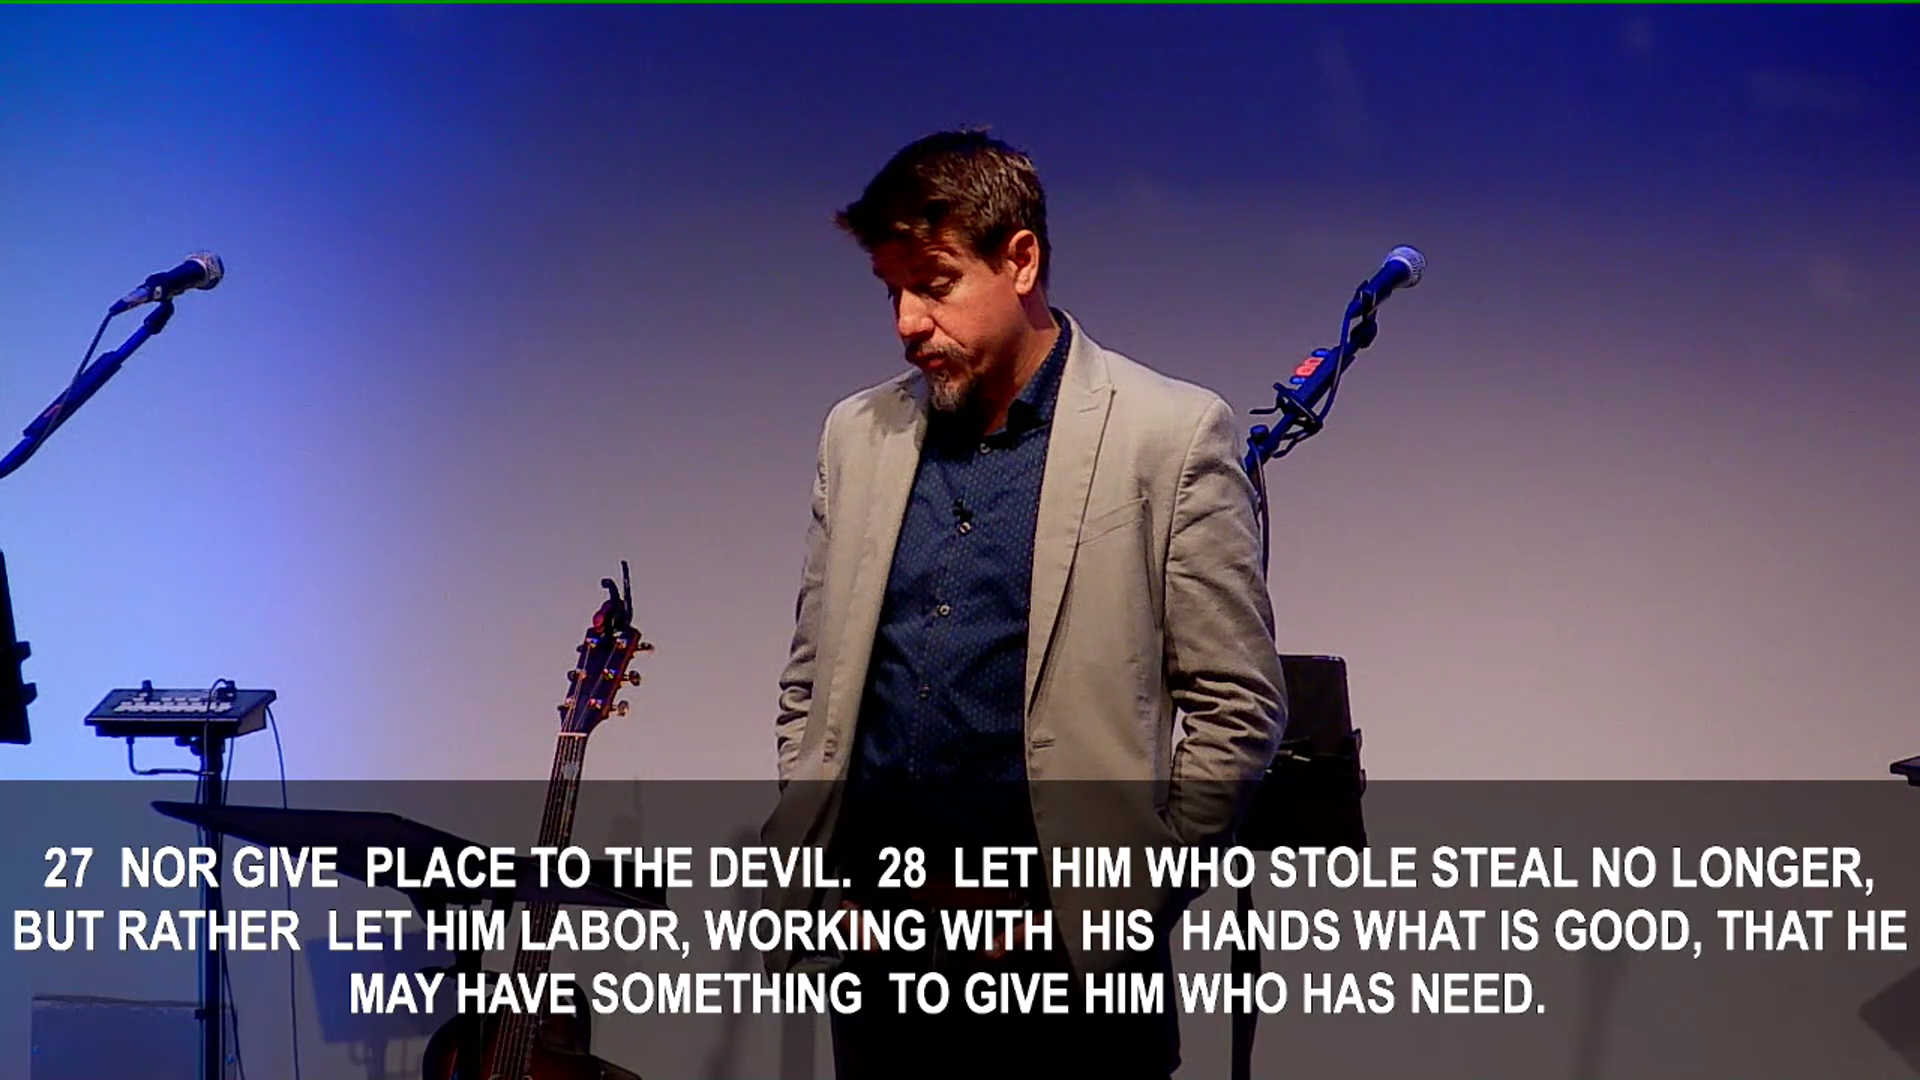 27 NOR GIVE PLACE TO THE DEVIL. 28 LET HIM WHO STOLE STEAL NO LONGER,
BUT RATHER LET HIM LABOR, WORKING WITH HIS HANDS WHAT IS GOOD, THAT HE
MAY HAVE SOMETHING TO GIVE HIM WHO HAS NEED.